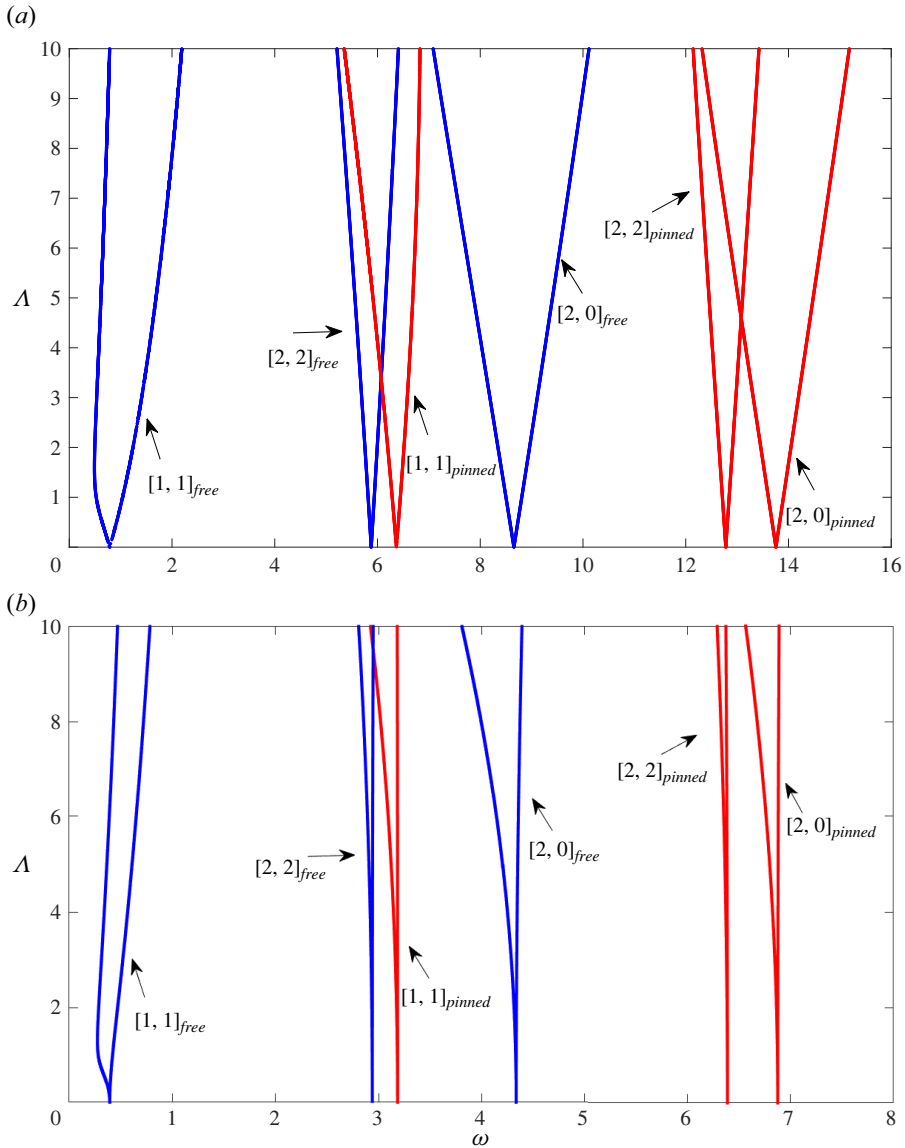 (a)
10
9
8
7
6
5
4
3
2
1
0
Λ
[1, 1]free
[2, 2]free
[1, 1]pinned
[2, 0]free
[2, 2]pinned
[2, 0]pinned
2
4
6
8
10
12
14
16
(b)
10
8
6
4
2
0
Λ
[1, 1]free
[2, 2]free
[1, 1]pinned
[2, 0]free
[2, 2]pinned
[2, 0]pinned
1
2
3
4
5
6
7
8
ω